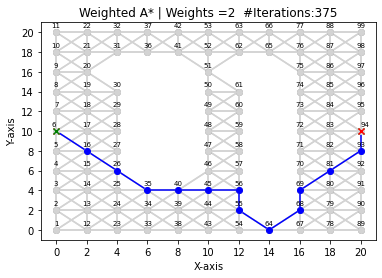 Weighted A* | Weights =2 #Iterations:375
Y-axis
20 11 22 32 37 42 53 63 66 77 88 99
18 10 21 31 36 41 52 62 65 76 87 98
16 9 20 51 75 86 97
14 8 19 30 50 61 74 85 96
12 7 18 29 49 60 73 84 95
10 6 17 28 48 59 72 83 94
8 5 16 27 47 58 71 82 93
6 4 15 26 46 57 70 81 92
4 3 14 25 35 40 45 56 69 80 91
2 2 13 24 34 39 44 55 68 79 90
0 1 12 23 33 38 43 54 64 67 78 89
0 2 4 6 8 10 12 14 16 18 20
X-axis